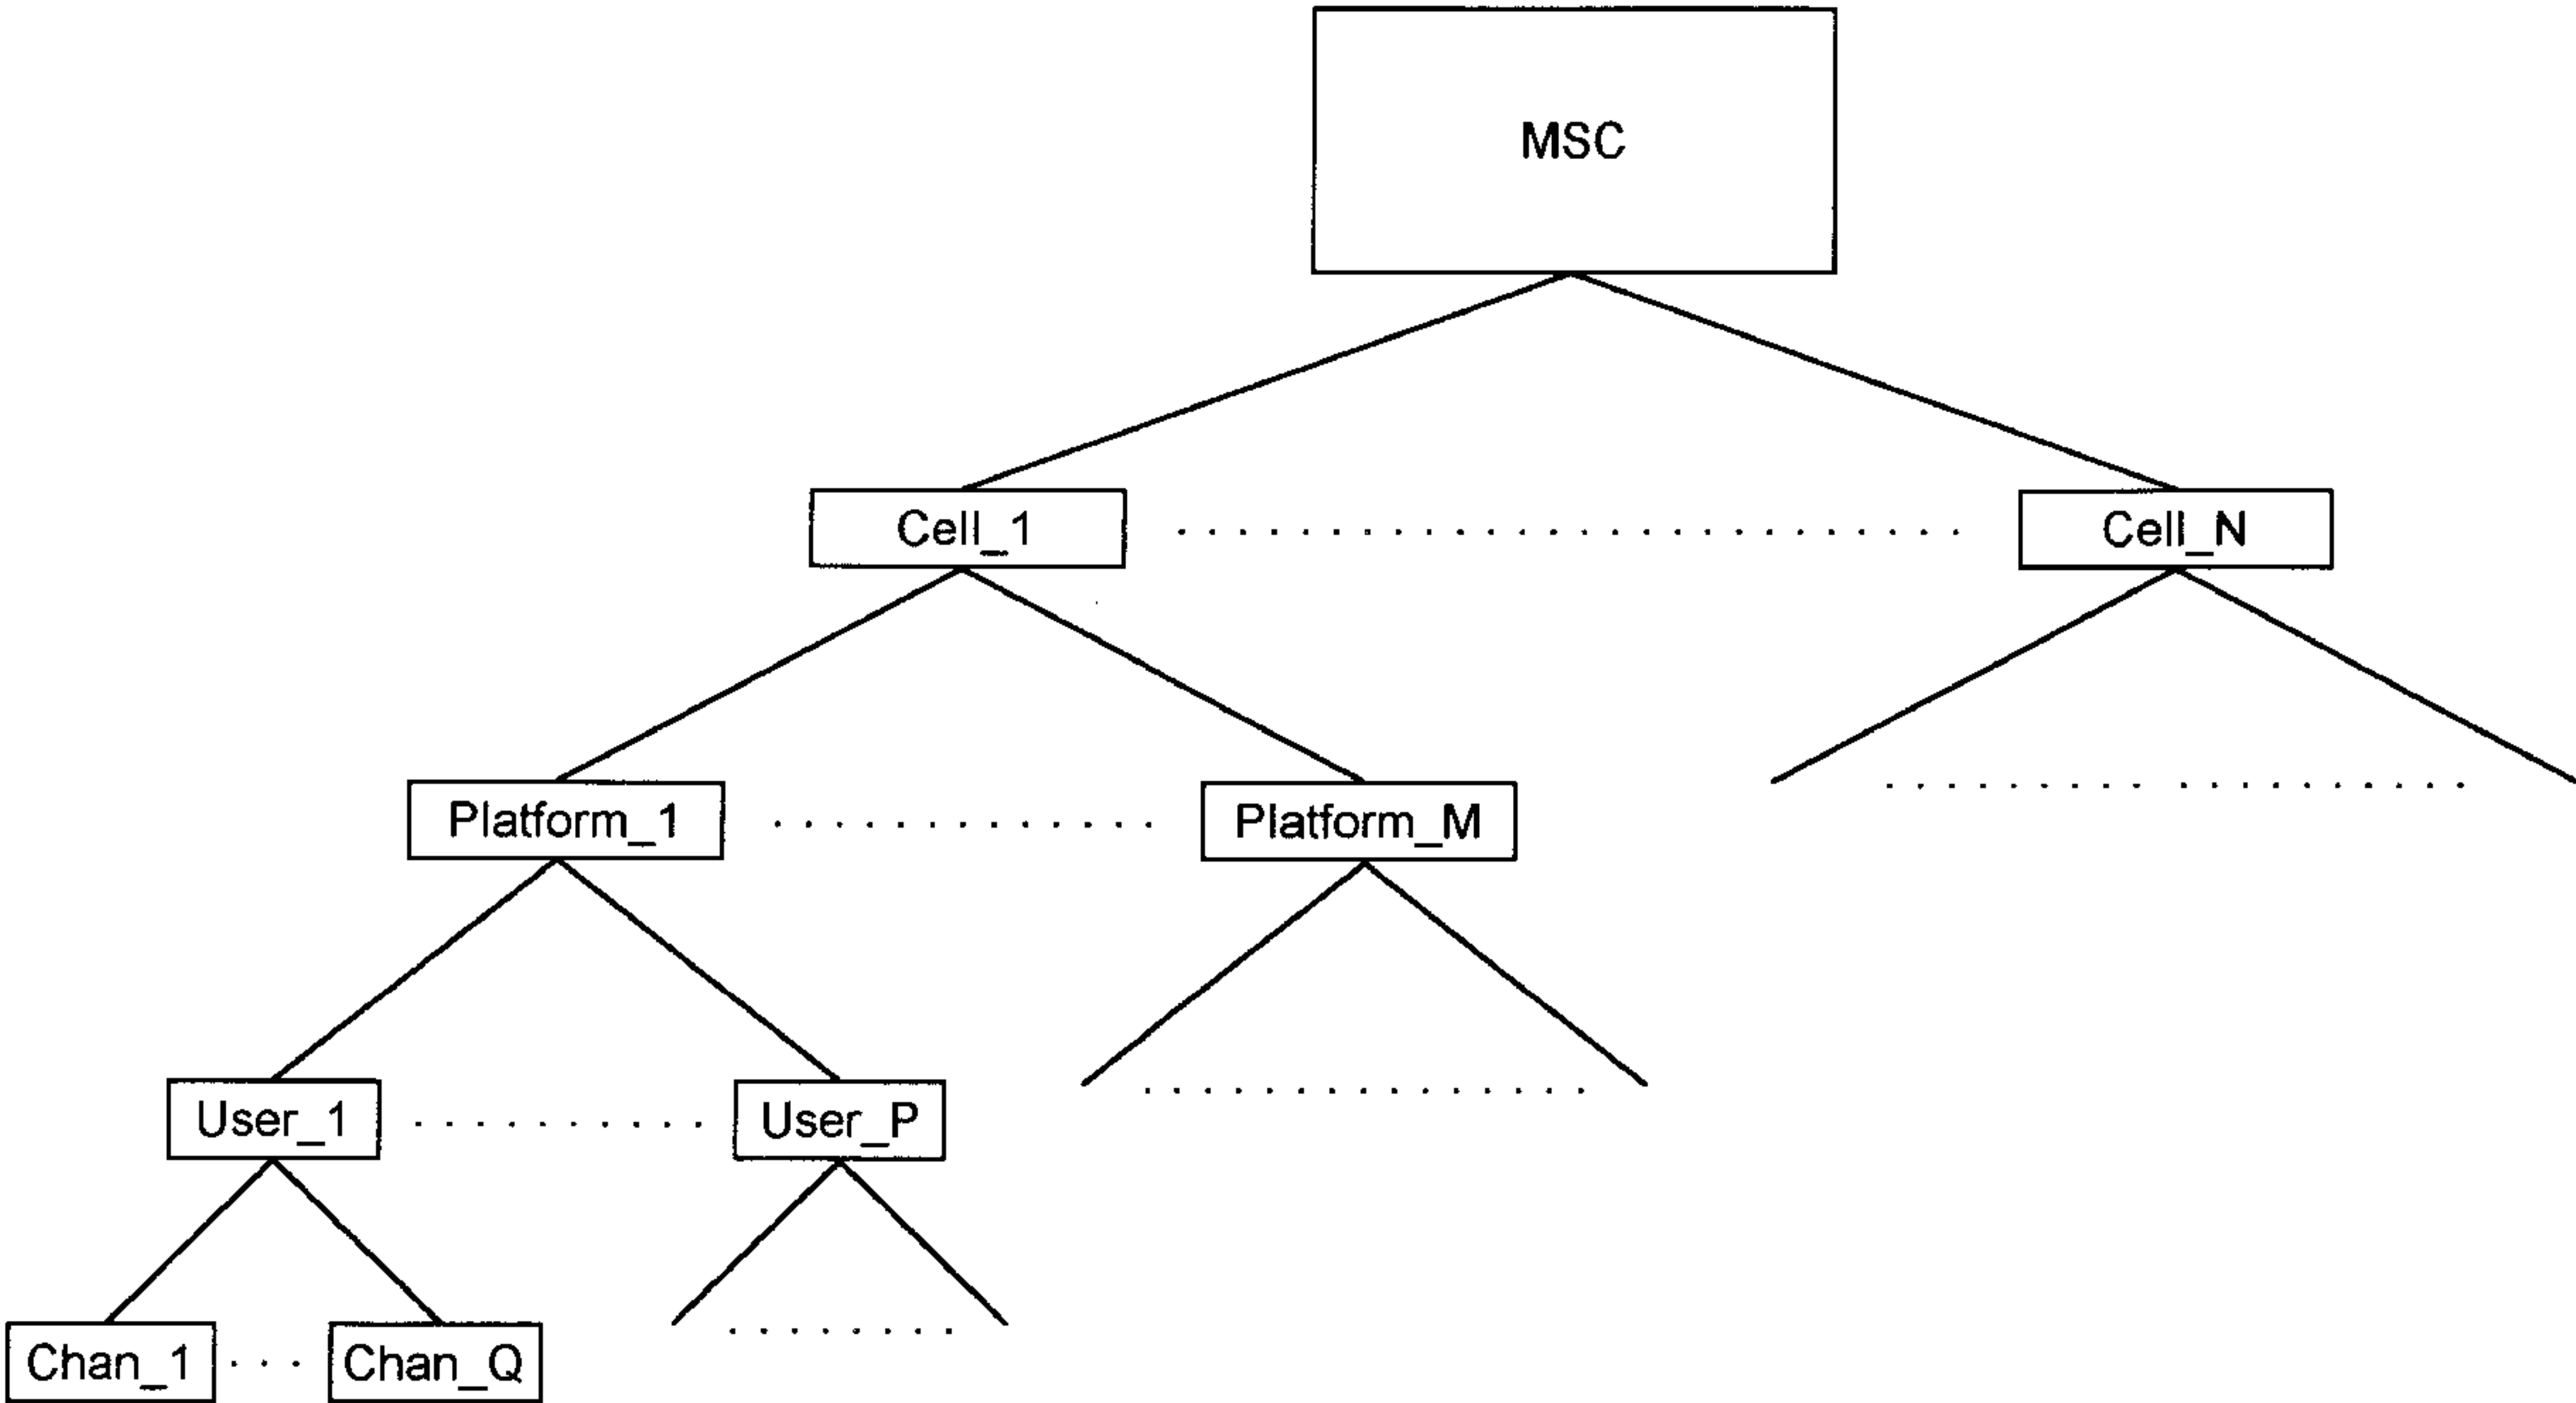 MSC
Cell_1
Cell_N
Platform_1
Platform_M
User_1
User_P
Chan_1
Chan_Q